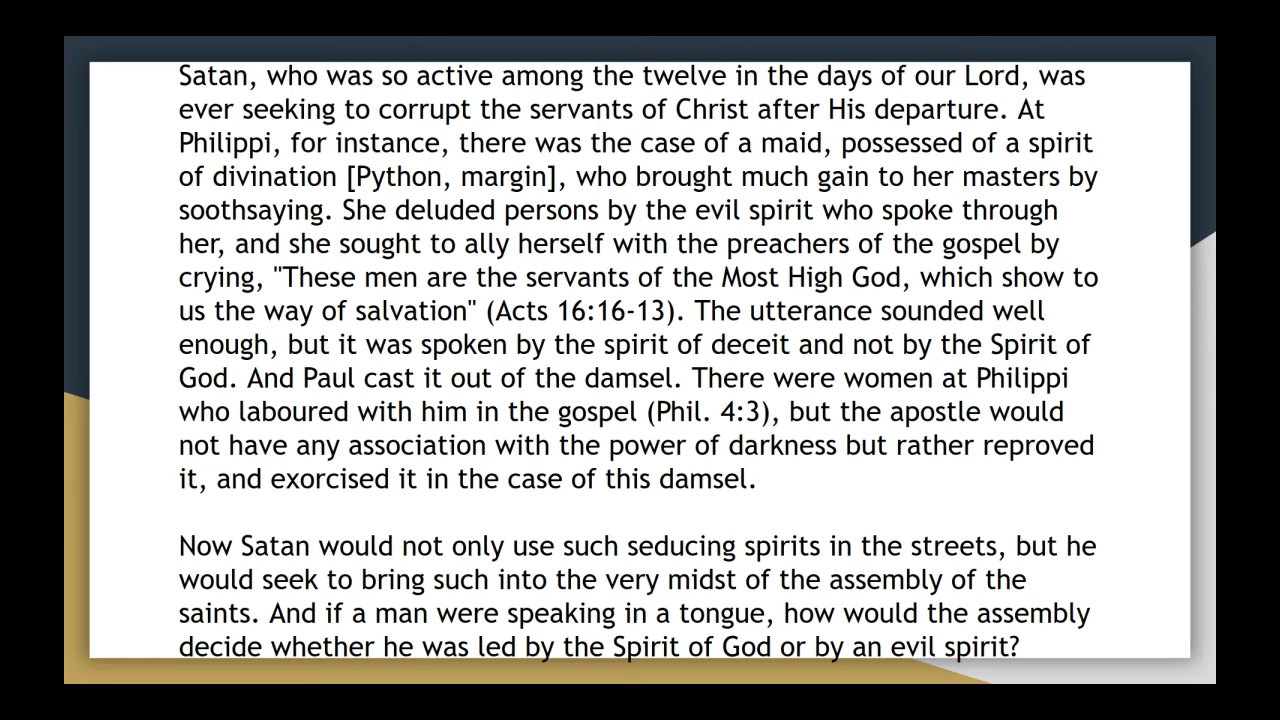 Satan, who was so active among the twelve in the days of our Lord, was
ever seeking to corrupt the servants of Christ after His departure. At
Philippi, for instance, there was the case of a maid, possessed of a spirit
of divination [Python, margin], who brought much gain to her masters by
soothsaying. She deluded persons by the evil spirit who spoke through
her, and she sought to ally herself with the preachers of the gospel by
crying, "These men are the servants of the Most High God, which show to
us the way of salvation" (Acts 16:16-13). The utterance sounded well
enough, but it was spoken by the spirit of deceit and not by the Spirit of
God. And Paul cast it out of the damsel. There were women at Philippi
who laboured with him in the gospel (Phil. 4:3), but the apostle would
not have any association with the power of darkness but rather reproved
it, and exorcised it in the case of this damsel.
Now Satan would not only use such seducing spirits in the streets, but he
would seek to bring such into the very midst of the assembly of the
saints. And if a man were speaking in a tongue, how would the assembly
decide whether he was led by the Spirit of God or by an evil spirit?